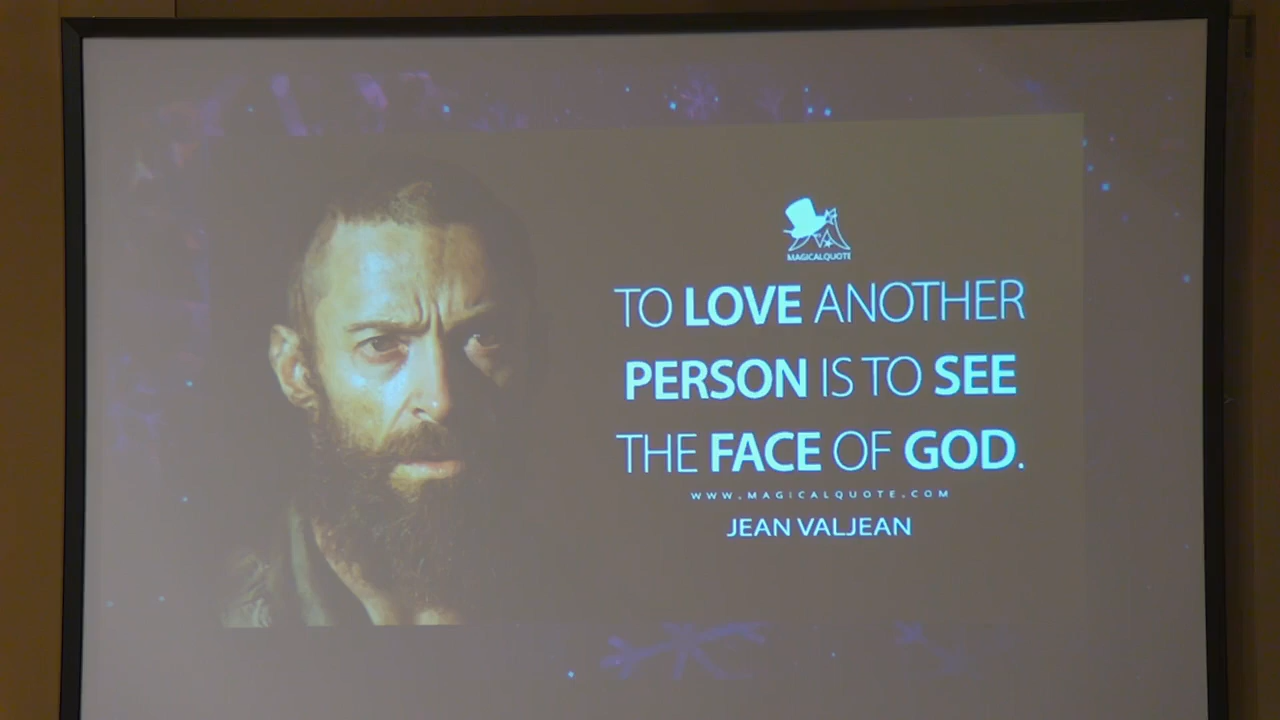 MAGICALQUOTE
TO LOVE ANOTHER
PERSON IS TO SEE
THE FACE OF GOD.
WWW.MAGICALQUOTE.COM
JEAN VALJEAN